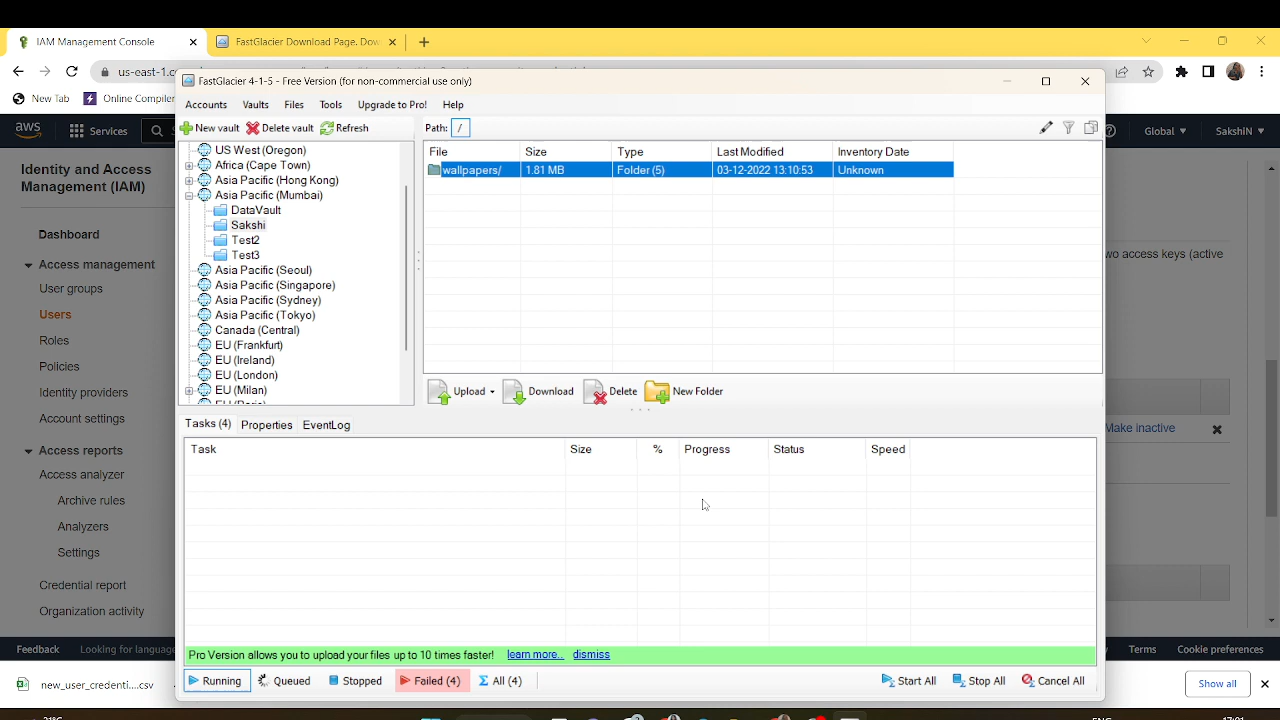 IAM Management Console
FastGlacier Download Page. Dow
us-east-1.co
New Tab
Online Compiler
FastGlacier 4-1-5 - Free Version (for non-commercial use only)
Accounts Vaults Files Tools Upgrade to Pro! Help
New vault Delete vault Refresh
Path: /
aws
Services
Global
SakshiN
Identity and Access
Management (IAM)
Dashboard
Access management
User groups
Users
Roles
Policies
Identity providers
Account settings
Access reports
Access analyzer
Archive rules
Analyzers
Settings
Credential report
Organization activity
US West (Oregon)
Africa (Cape Town)
Asia Pacific (Hong Kong)
Asia Pacific (Mumbai)
DataVault
Sakshi
Test2
Test3
Asia Pacific (Seoul)
Asia Pacific (Singapore)
Asia Pacific (Sydney)
Asia Pacific (Tokyo)
Canada (Central)
EU (Frankfurt)
EU (Ireland)
EU (London)
EU (Milan)
File Size Type Last Modified Inventory Date
wallpapers/ 1.81 MB Folder (5) 03-12-2022 13:10:53 Unknown
Upload Download Delete New Folder
Tasks (4) Properties EventLog
Task Size % Progress Status Speed
Pro Version allows you to upload your files up to 10 times faster! learn more.. dismiss
Running Queued Stopped Failed (4) All (4) Start All Stop All Cancel All
wo access keys (active
Make inactive
Feedback
Looking for language
Terms
Cookie preferences
new_user_credenti....csv
Show all